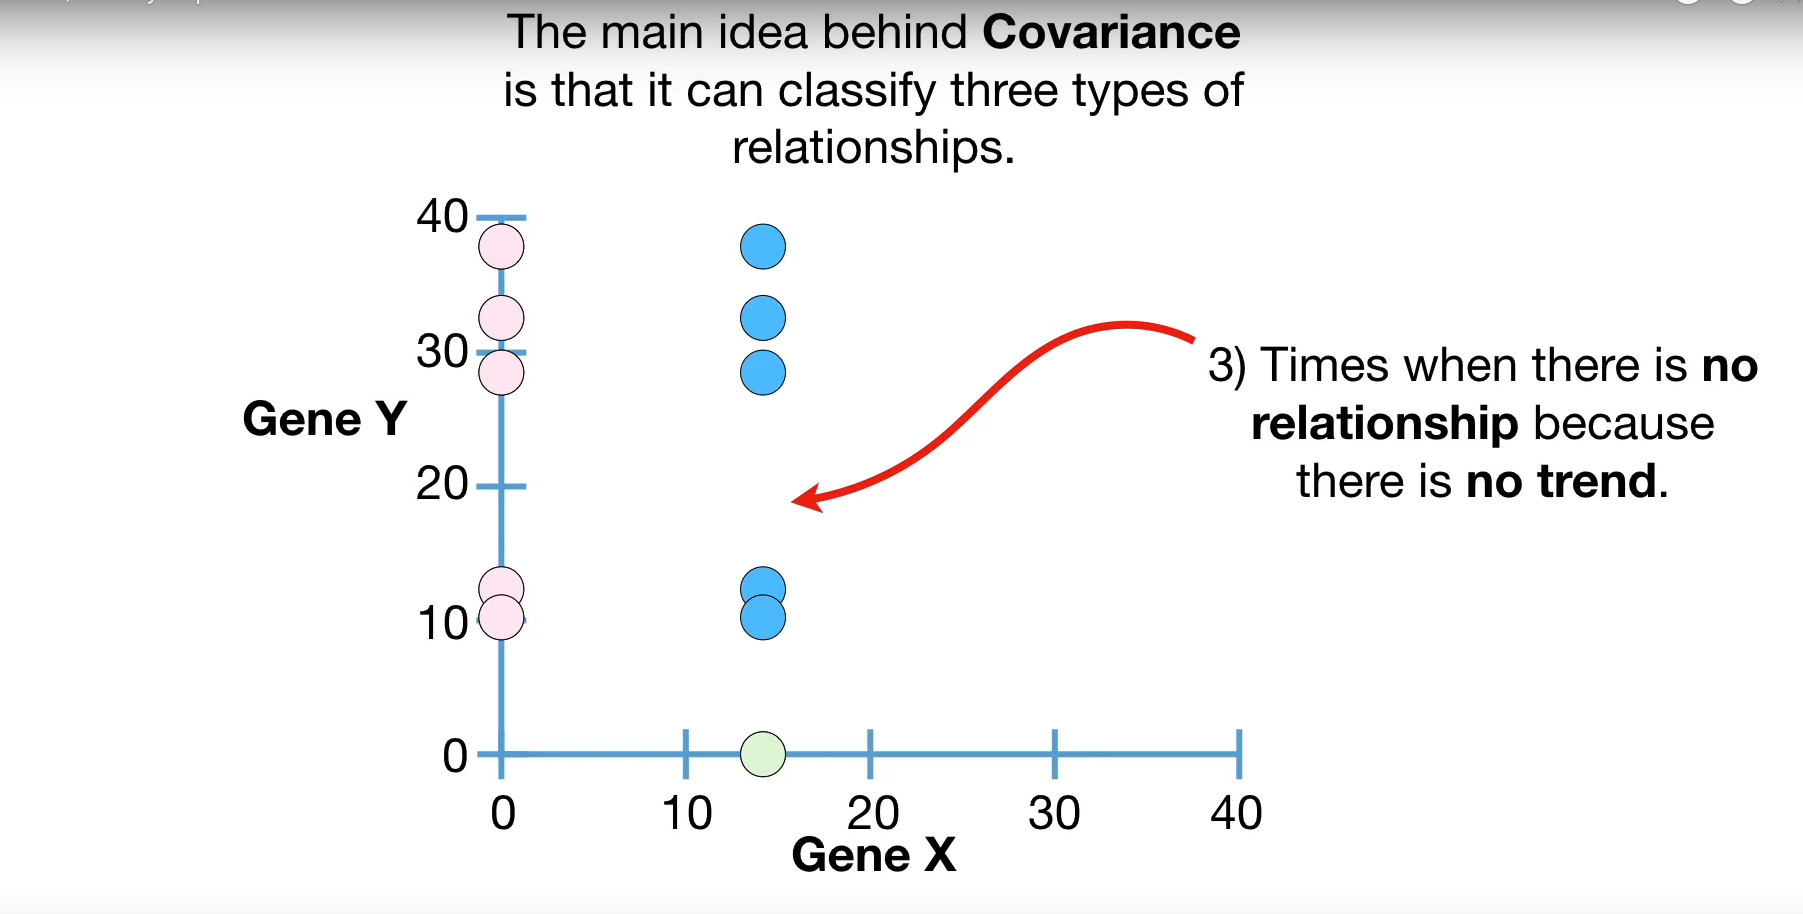 The main idea behind Covariance
is that it can classify three types of
relationships.
40
30
Gene Y
20
10
0
3) Times when there is no
relationship because
there is no trend.
0 10 20 30 40
Gene X